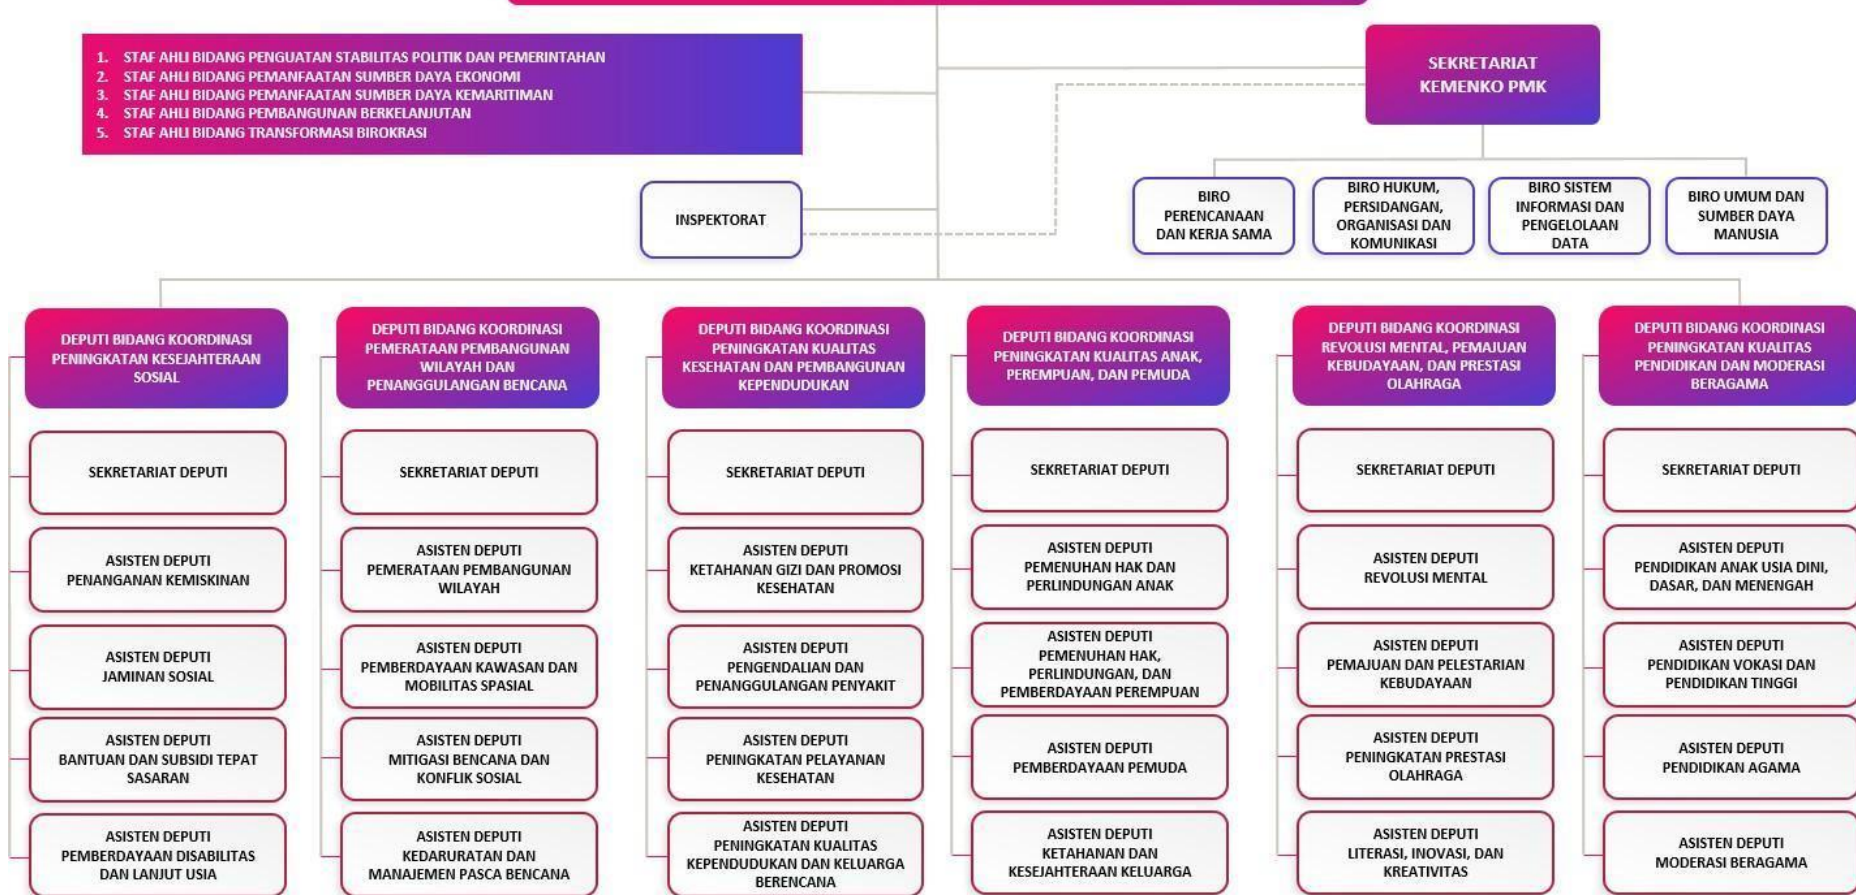 1. STAF AHLI BIDANG PENGUATAN STABILITAS POLITIK DAN PEMERINTAHAN
2. STAF AHLI BIDANG PEMANFAATAN SUMBER DAYA EKONOMI
3. STAF AHLI BIDANG PEMANFAATAN SUMBER DAYA KEMARITIMAN
4. STAF AHLI BIDANG PEMBANGUNAN BERKELANJUTAN
5. STAF AHLI BIDANG TRANSFORMASI BIROKRASI
SEKRETARIAT
KEMENKO PMK
INSPEKTORAT
BIRO
PERENCANAAN
DAN KERJA SAMA
BIRO HUKUM,
PERSIDANGAN,
ORGANISASI DAN
KOMUNIKASI
BIRO SISTEM
INFORMASI DAN
PENGELOLAAN
DATA
BIRO UMUM DAN
SUMBER DAYA
MANUSIA
DEPUTI BIDANG KOORDINASI
PENINGKATAN KESEJAHTERAAN
SOSIAL
SEKRETARIAT DEPUTI
ASISTEN DEPUTI
PENANGANAN KEMISKINAN
ASISTEN DEPUTI
JAMINAN SOSIAL
ASISTEN DEPUTI
BANTUAN DAN SUBSIDI TEPAT
SASARAN
ASISTEN DEPUTI
PEMBERDAYAAN DISABILITAS
DAN LANJUT USIA
DEPUTI BIDANG KOORDINASI
PEMERATAAN PEMBANGUNAN
WILAYAH DAN
PENANGGULANGAN BENCANA
SEKRETARIAT DEPUTI
ASISTEN DEPUTI
PEMERATAAN PEMBANGUNAN
WILAYAH
ASISTEN DEPUTI
PEMBERDAYAAN KAWASAN DAN
MOBILITAS SPASIAL
ASISTEN DEPUTI
MITIGASI BENCANA DAN
KONFLIK SOSIAL
ASISTEN DEPUTI
KEDARURATAN DAN
MANAJEMEN PASCA BENCANA
DEPUTI BIDANG KOORDINASI
PENINGKATAN KUALITAS
KESEHATAN DAN PEMBANGUNAN
KEPENDUDUKAN
SEKRETARIAT DEPUTI
ASISTEN DEPUTI
KETAHANAN GIZI DAN PROMOSI
KESEHATAN
ASISTEN DEPUTI
PENGENDALIAN DAN
PENANGGULANGAN PENYAKIT
ASISTEN DEPUTI
PENINGKATAN PELAYANAN
KESEHATAN
ASISTEN DEPUTI
PENINGKATAN KUALITAS
KEPENDUDUKAN DAN KELUARGA
BERENCANA
DEPUTI BIDANG KOORDINASI
PENINGKATAN KUALITAS ANAK,
PEREMPUAN, DAN PEMUDA
SEKRETARIAT DEPUTI
ASISTEN DEPUTI
PEMENUHAN HAK DAN
PERLINDUNGAN ANAK
ASISTEN DEPUTI
PEMENUHAN HAK,
PERLINDUNGAN, DAN
PEMBERDAYAAN PEREMPUAN
ASISTEN DEPUTI
PEMBERDAYAAN PEMUDA
ASISTEN DEPUTI
KETAHANAN DAN
KESEJAHTERAAN KELUARGA
DEPUTI BIDANG KOORDINASI
REVOLUSI MENTAL, PEMAJUAN
KEBUDAYAAN, DAN PRESTASI
OLAHRAGA
SEKRETARIAT DEPUTI
ASISTEN DEPUTI
REVOLUSI MENTAL
ASISTEN DEPUTI
PEMAJUAN DAN PELESTARIAN
KEBUDAYAAN
ASISTEN DEPUTI
PENINGKATAN PRESTASI
OLAHRAGA
ASISTEN DEPUTI
LITERASI, INOVASI, DAN
KREATIVITAS
DEPUTI BIDANG KOORDINASI
PENINGKATAN KUALITAS
PENDIDIKAN DAN MODERASI
BERAGAMA
SEKRETARIAT DEPUTI
ASISTEN DEPUTI
PENDIDIKAN ANAK USIA DINI,
DASAR, DAN MENENGAH
ASISTEN DEPUTI
PENDIDIKAN VOKASI DAN
PENDIDIKAN TINGGI
ASISTEN DEPUTI
PENDIDIKAN AGAMA
ASISTEN DEPUTI
MODERASI BERAGAMA